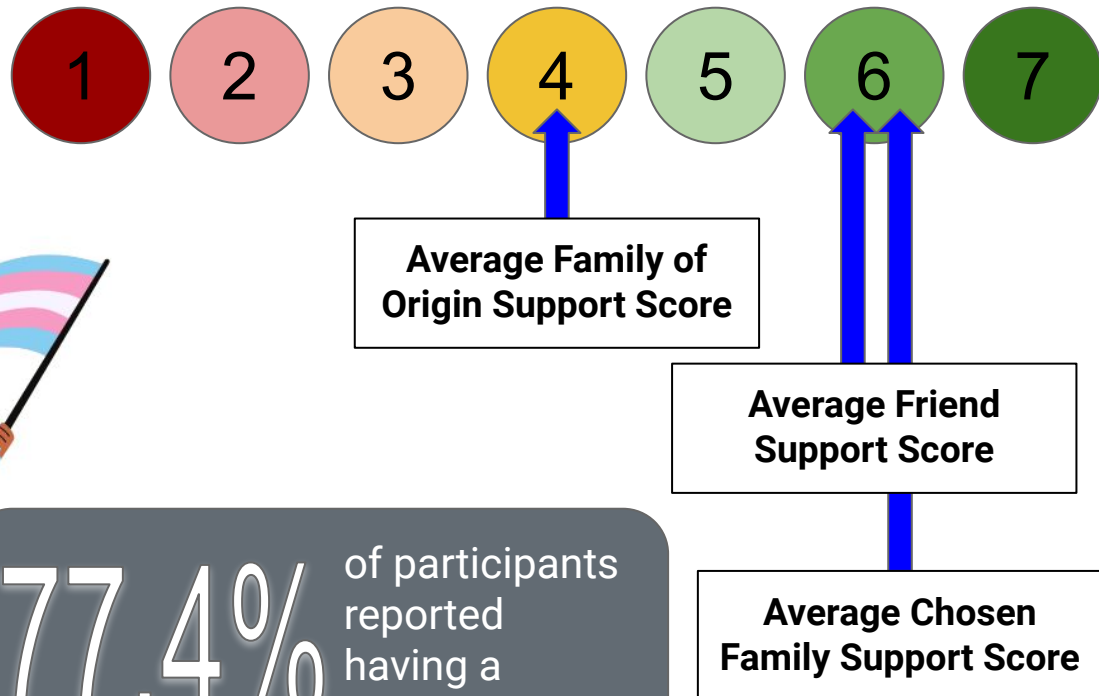 1 2 3 4 5 6 7
Average Family of
Origin Support Score
Average Friend
Support Score
77.4%
of participants
reported
having a
Average Chosen
Family Support Score